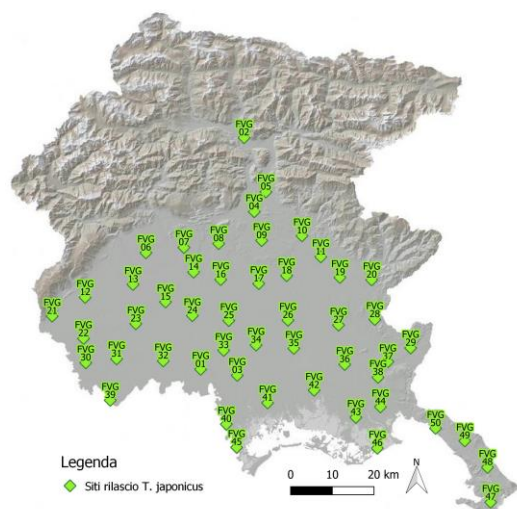 FVG
02
FVG
05
FVG
04
FVG
10
FVG
08
FVG
09
FVG
07
FVG
06
FVG
11
FVG
14
FVG
16
FVG
18
FVG
17
FVG
19
FVG
20
FVG
13
FVG
12
FVG
15
FVG
21
FVG
24
FVG
23
FVG
25
FVG
26
FVG
27
FVG
28
FVG
22
FVG
34
FVG
33
FVG
35
FVG
29
FVG
30
FVG
31
FVG
32
FVG
01
FVG
03
FVG
36
FVG
37
FVG
38
FVG
39
FVG
42
FVG
41
FVG
44
FVG
43
FVG
40
FVG
50
FVG
45
FVG
46
FVG
49
FVG
48
FVG
47
Legenda
Siti rilascio T. japonicus
0 10 20 km
N